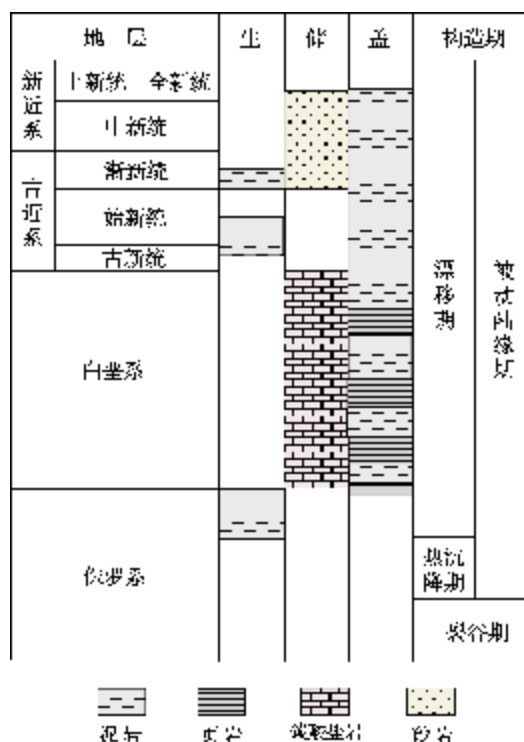 地 层 生 储 盖 构造期
新近系
上新统—全新统
中新统
古近系
渐新统
始新统
古新统
白垩系
侏罗系
漂移期
被动陆缘期
热沉降期
裂谷期
泥岩 页岩 碳酸盐岩 砂岩